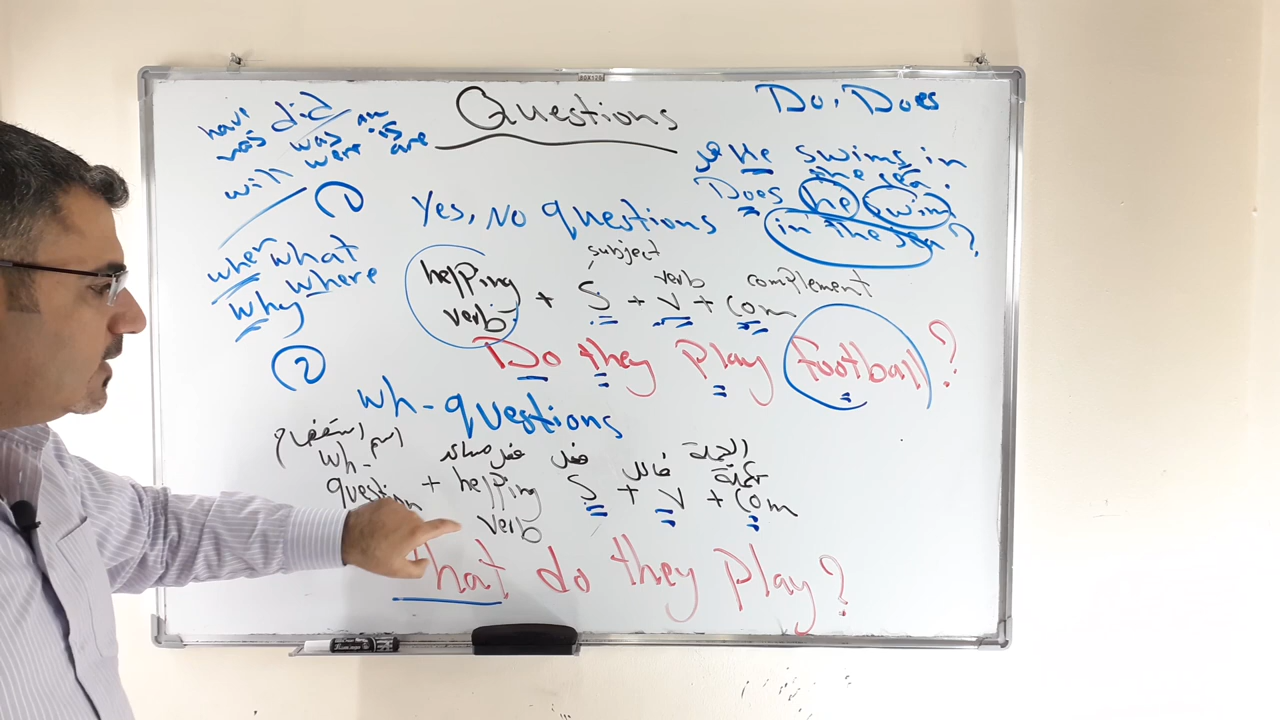 Questions
Do, Does
have did
has was am is
were are
will
He swims in
the sea.
Does he swim
in the sea?
1
Yes, No questions
when what
where
why
subject
verb
complement
helping
verb + S + V + Com
Do they play football?
2
wh-questions
اسم استفهام
فعل مساعد
فعل
فاعل
تكملة
الجملة
wh-
question + helping
verb
S + V + Com
What do they play?